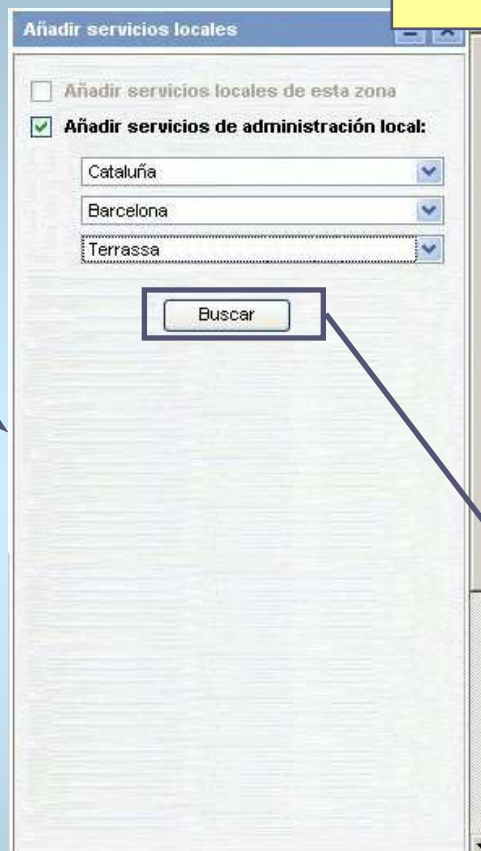 Añadir servicios locales
Añadir servicios locales de esta zona
Añadir servicios de administración local:
Cataluña
Barcelona
Terrassa
Buscar